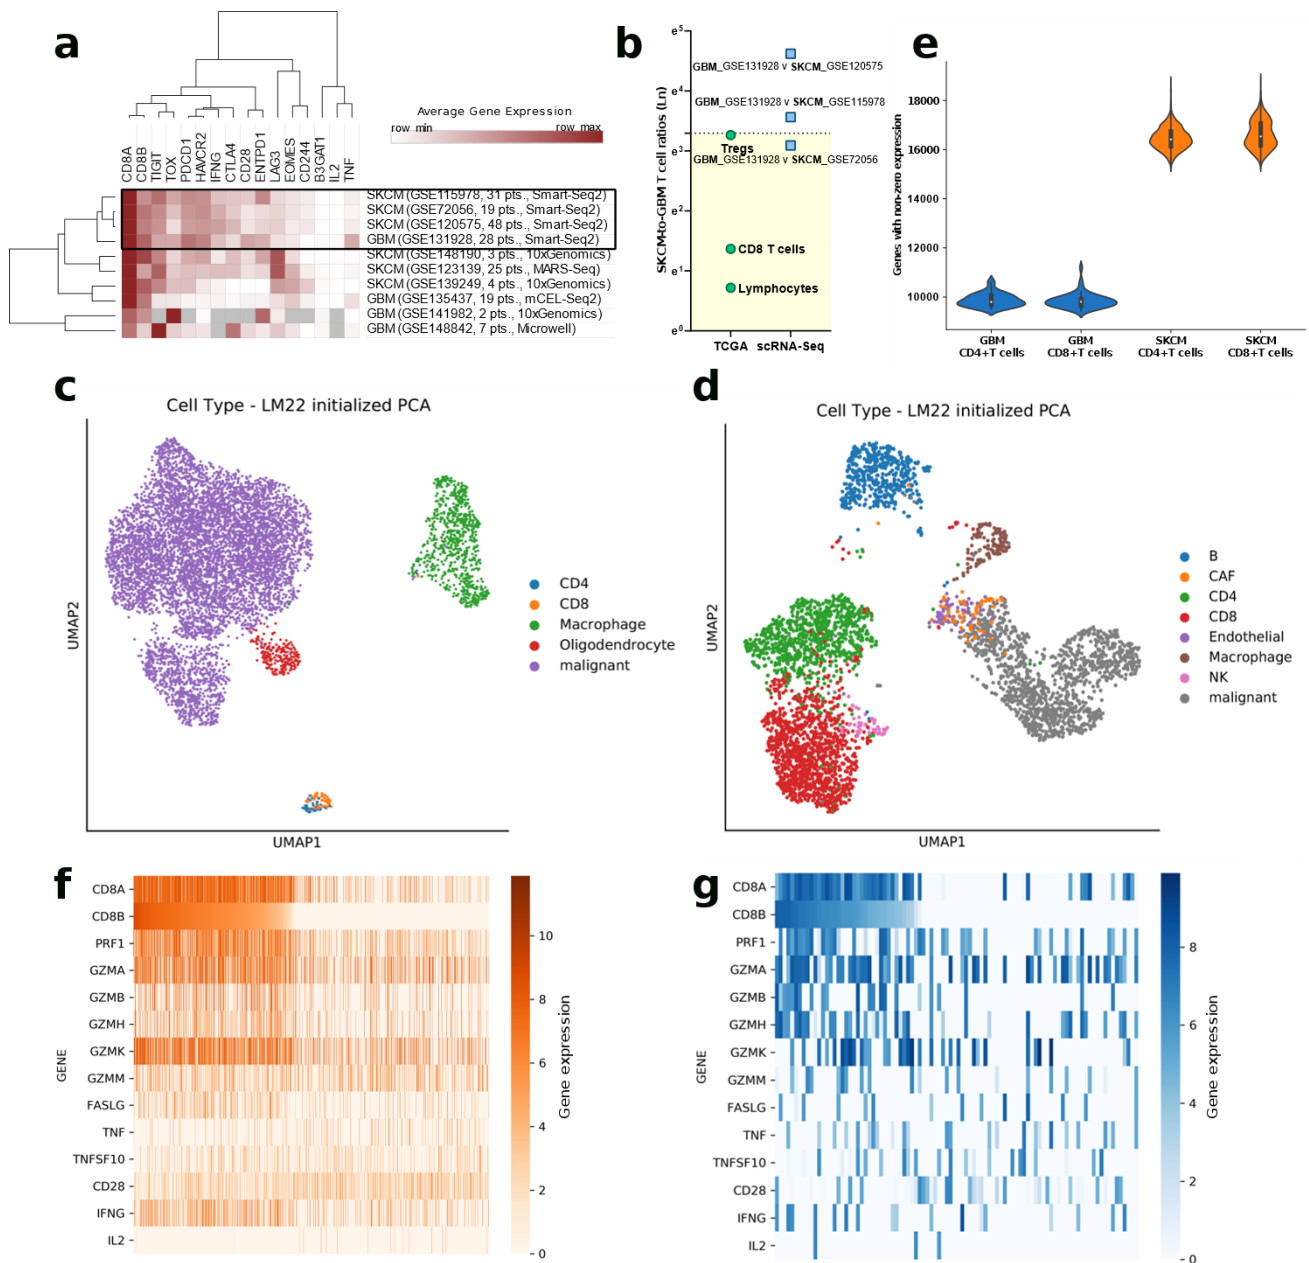 a
Average Gene Expression
row min row max
CD8A
CD8B
TIGIT
TOX
PDCD1
HAVCR2
IFNG
CTLA4
CD28
ENTPD1
LAG3
EOMES
CD244
B3GAT1
IL2
TNF
SKCM (GSE115978, 31 pts., Smart-Seq2)
SKCM (GSE72056, 19 pts., Smart-Seq2)
SKCM (GSE120575, 48 pts., Smart-Seq2)
GBM (GSE131928, 28 pts., Smart-Seq2)
SKCM (GSE148190, 3 pts., 10xGenomics)
SKCM (GSE123139, 25 pts., MARS-Seq)
SKCM (GSE139249, 4 pts., 10xGenomics)
GBM (GSE135437, 19 pts., mCEL-Seq2)
GBM (GSE141982, 2 pts., 10xGenomics)
GBM (GSE148842, 7 pts., Microwell)
b
SKCM-to-GBM T cell ratios (Ln)
e5
e4
e3
e2
e1
e0
GBM_GSE131928 v SKCM_GSE120575
GBM_GSE131928 v SKCM_GSE115978
Tregs
GBM_GSE131928 v SKCM_GSE72056
CD8 T cells
Lymphocytes
TCGA scRNA-Seq
e
Genes with non-zero expression
18000
16000
14000
12000
10000
GBM
CD4+T cells
GBM
CD8+T cells
SKCM
CD4+T cells
SKCM
CD8+T cells
c
Cell Type - LM22 initialized PCA
UMAP2
UMAP1
CD4
CD8
Macrophage
Oligodendrocyte
malignant
d
Cell Type - LM22 initialized PCA
UMAP2
UMAP1
B
CAF
CD4
CD8
Endothelial
Macrophage
NK
malignant
f
GENE
CD8A
CD8B
PRF1
GZMA
GZMB
GZMH
GZMK
GZMM
FASLG
TNF
TNFSF10
CD28
IFNG
IL2
10
8
6
4
2
0
Gene expression
g
GENE
CD8A
CD8B
PRF1
GZMA
GZMB
GZMH
GZMK
GZMM
FASLG
TNF
TNFSF10
CD28
IFNG
IL2
8
6
4
2
0
Gene expression